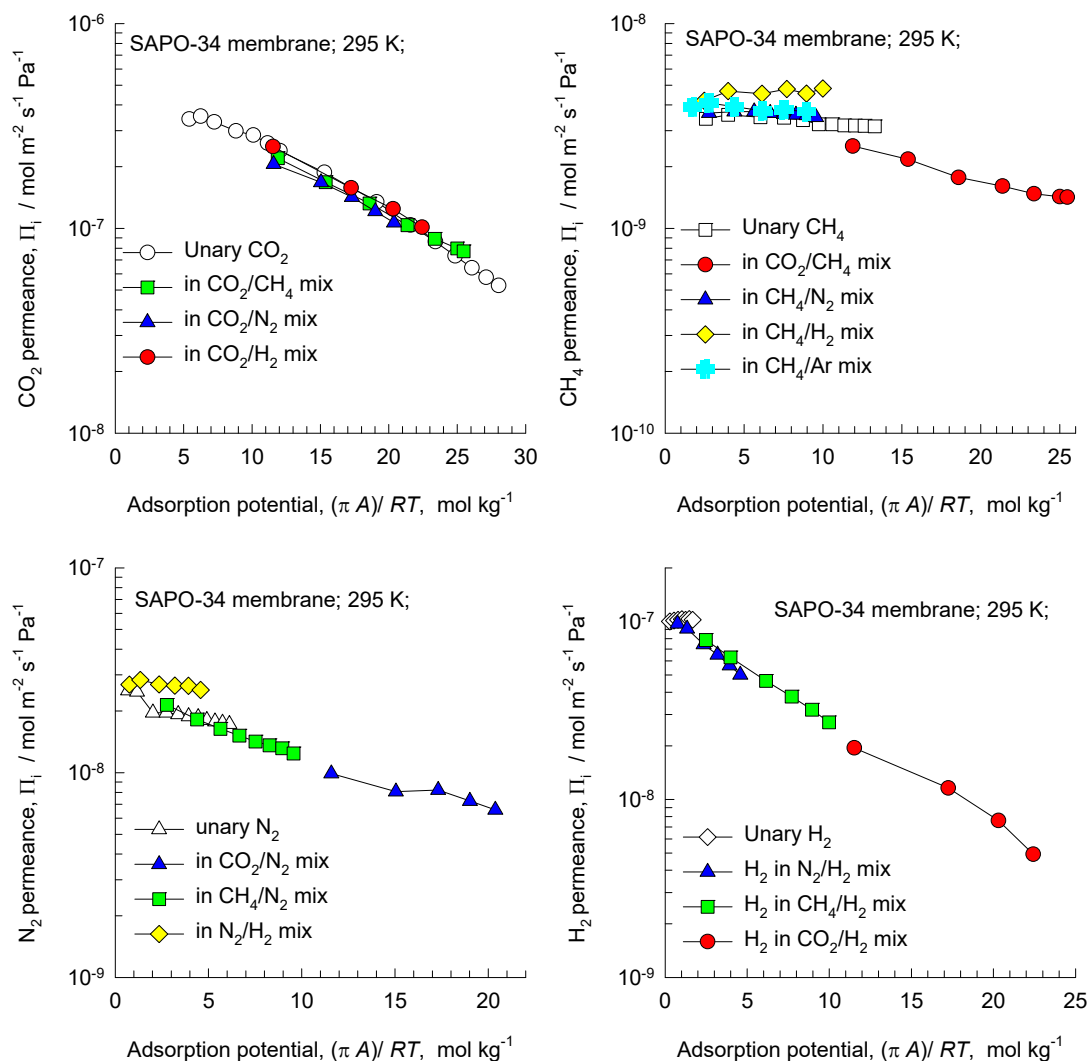 10⁻⁶
SAPO-34 membrane; 295 K;
CO₂ permeance, Πᵢ / mol m⁻² s⁻¹ Pa⁻¹
10⁻⁷
Unary CO₂
in CO₂/CH₄ mix
in CO₂/N₂ mix
in CO₂/H₂ mix
10⁻⁸
0 5 10 15 20 25 30
Adsorption potential, (π A)/ RT, mol kg⁻¹
10⁻⁸
SAPO-34 membrane; 295 K;
CH₄ permeance, Πᵢ / mol m⁻² s⁻¹ Pa⁻¹
10⁻⁹
Unary CH₄
in CO₂/CH₄ mix
in CH₄/N₂ mix
in CH₄/H₂ mix
in CH₄/Ar mix
10⁻¹⁰
0 5 10 15 20 25
Adsorption potential, (π A)/ RT, mol kg⁻¹
10⁻⁷
SAPO-34 membrane; 295 K;
N₂ permeance, Πᵢ / mol m⁻² s⁻¹ Pa⁻¹
10⁻⁸
unary N₂
in CO₂/N₂ mix
in CH₄/N₂ mix
in N₂/H₂ mix
10⁻⁹
0 5 10 15 20
Adsorption potential, (π A)/ RT, mol kg⁻¹
SAPO-34 membrane; 295 K;
10⁻⁷
H₂ permeance, Πᵢ / mol m⁻² s⁻¹ Pa⁻¹
10⁻⁸
Unary H₂
H₂ in N₂/H₂ mix
H₂ in CH₄/H₂ mix
H₂ in CO₂/H₂ mix
10⁻⁹
0 5 10 15 20 25
Adsorption potential, (π A)/ RT, mol kg⁻¹